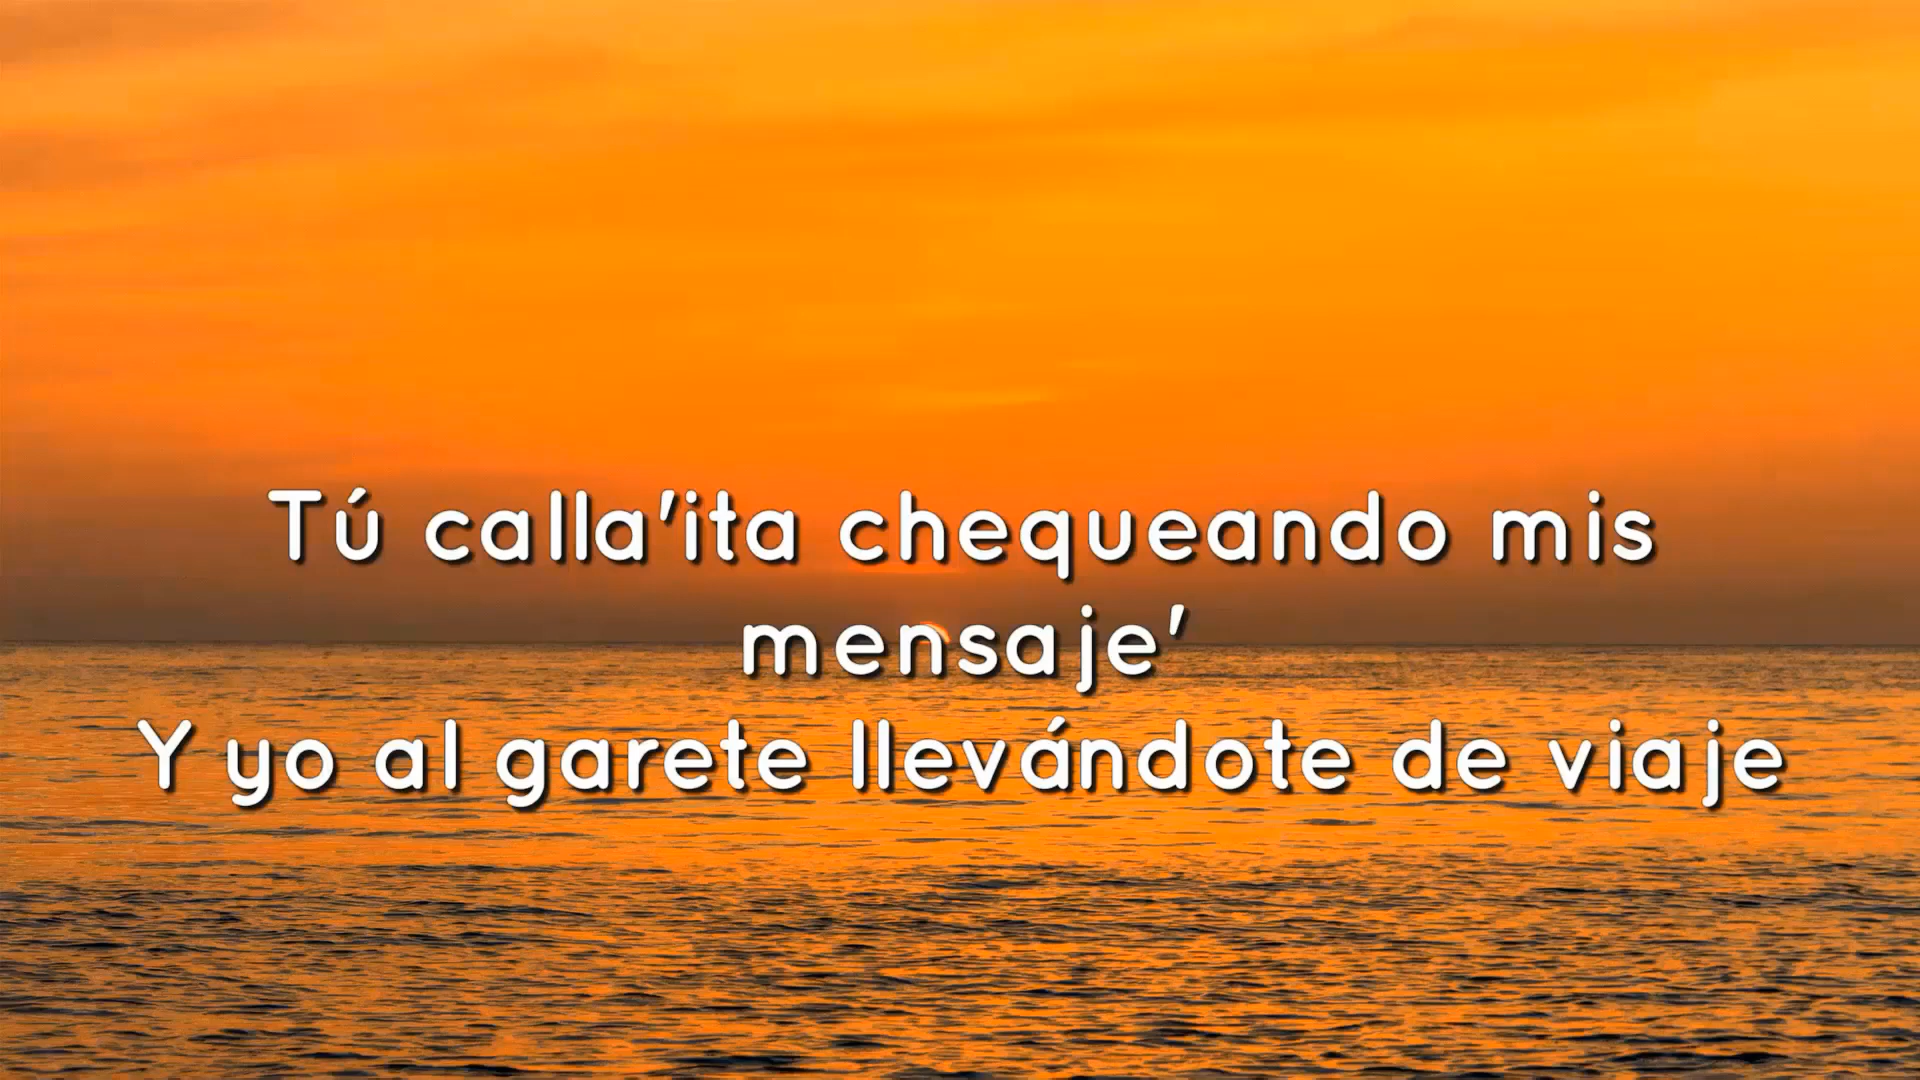 Tú calla'ita chequeando mis
mensaje'
Y yo al garete llevándote de viaje